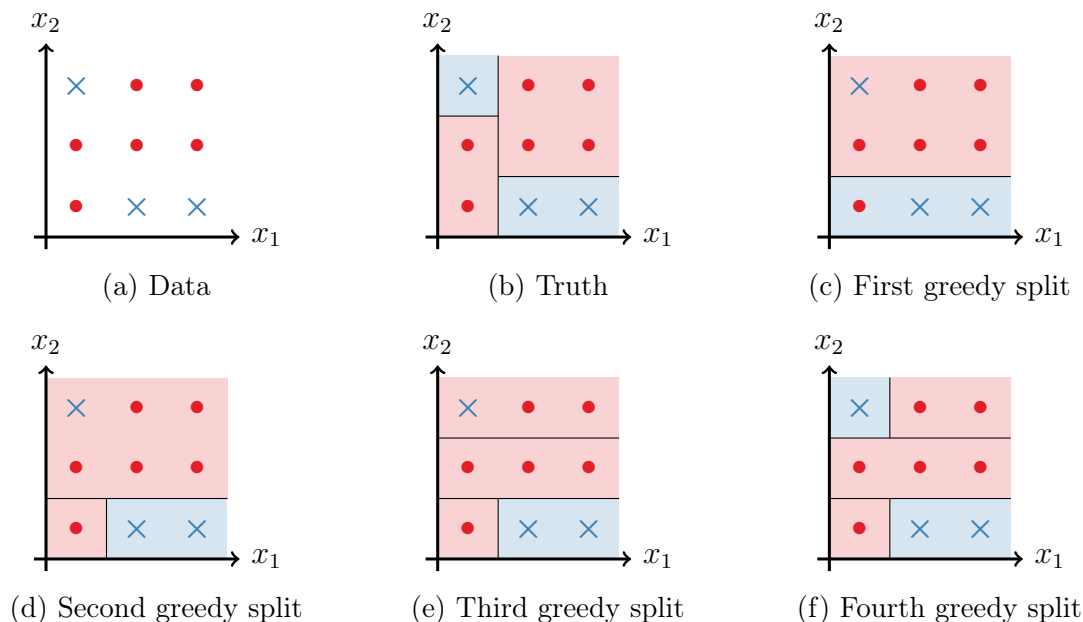 x₂ x₂ x₂
x₁ x₁ x₁
(a) Data (b) Truth (c) First greedy split
x₂ x₂ x₂
x₁ x₁ x₁
(d) Second greedy split (e) Third greedy split (f) Fourth greedy split